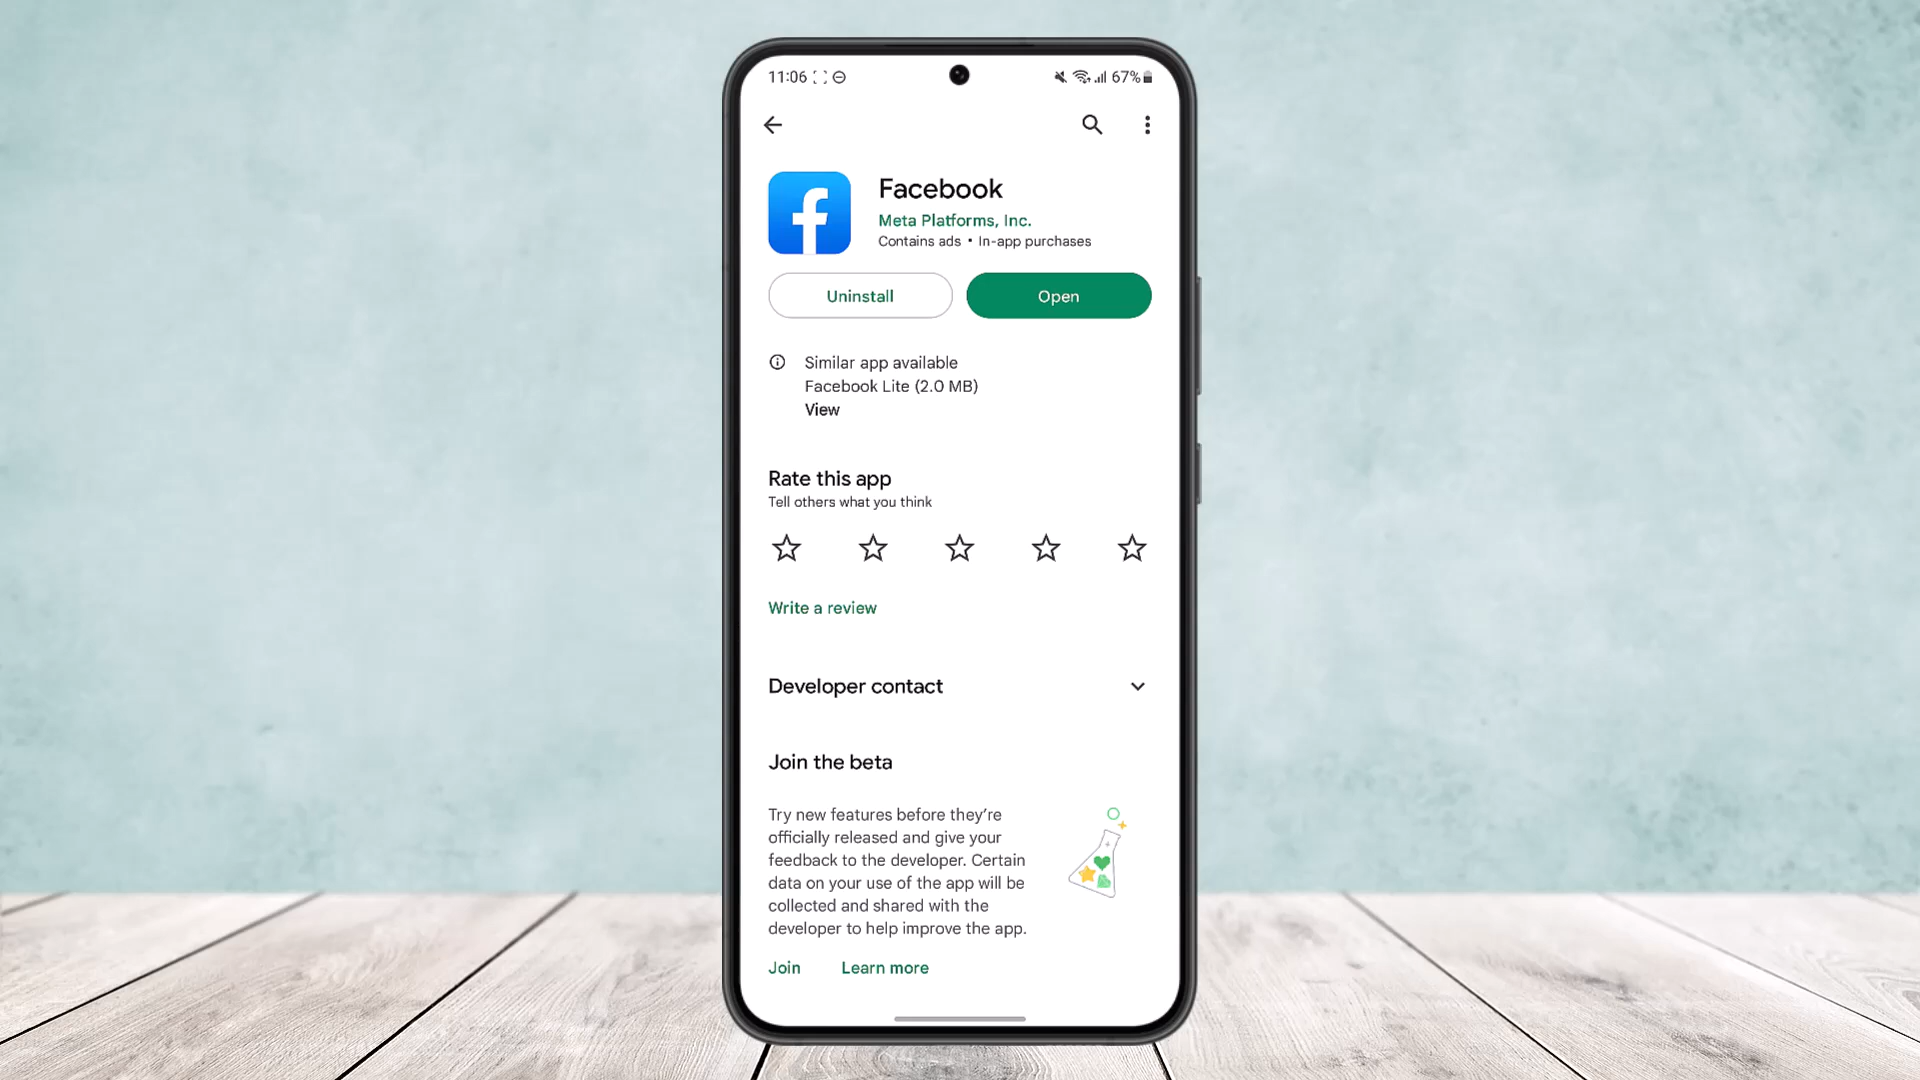 11:06 67%
Facebook
Meta Platforms, Inc.
Contains ads • In-app purchases
Uninstall Open
Similar app available
Facebook Lite (2.0 MB)
View
Rate this app
Tell others what you think
Write a review
Developer contact
Join the beta
Try new features before they’re
officially released and give your
feedback to the developer. Certain
data on your use of the app will be
collected and shared with the
developer to help improve the app.
Join Learn more